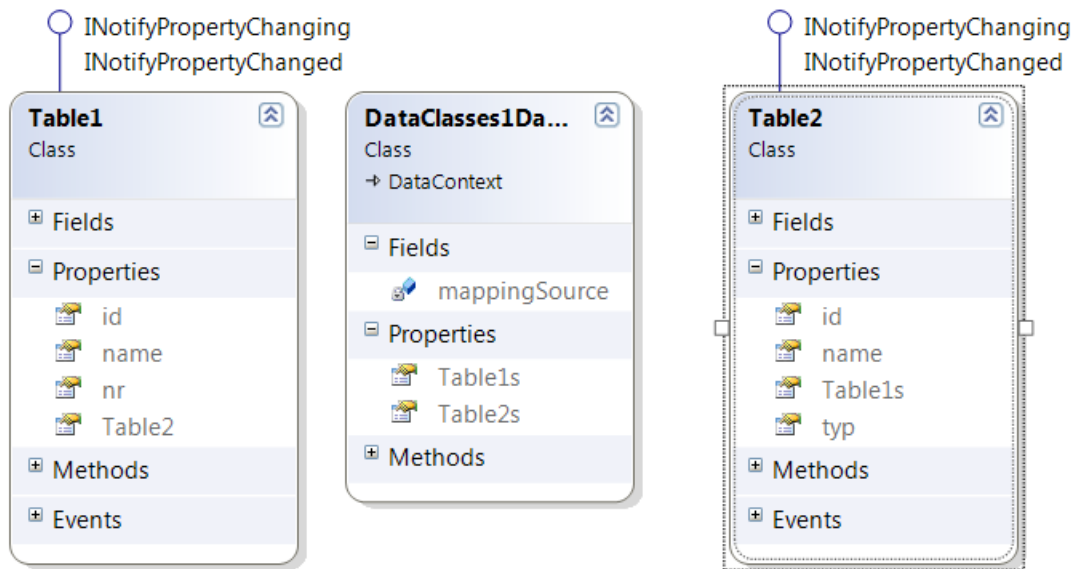 INotifyPropertyChanging
INotifyPropertyChanged
Table1
Class
Fields
Properties
id
name
nr
Table2
Methods
Events
DataClasses1Da...
Class
DataContext
Fields
mappingSource
Properties
Table1s
Table2s
Methods
INotifyPropertyChanging
INotifyPropertyChanged
Table2
Class
Fields
Properties
id
name
Table1s
typ
Methods
Events